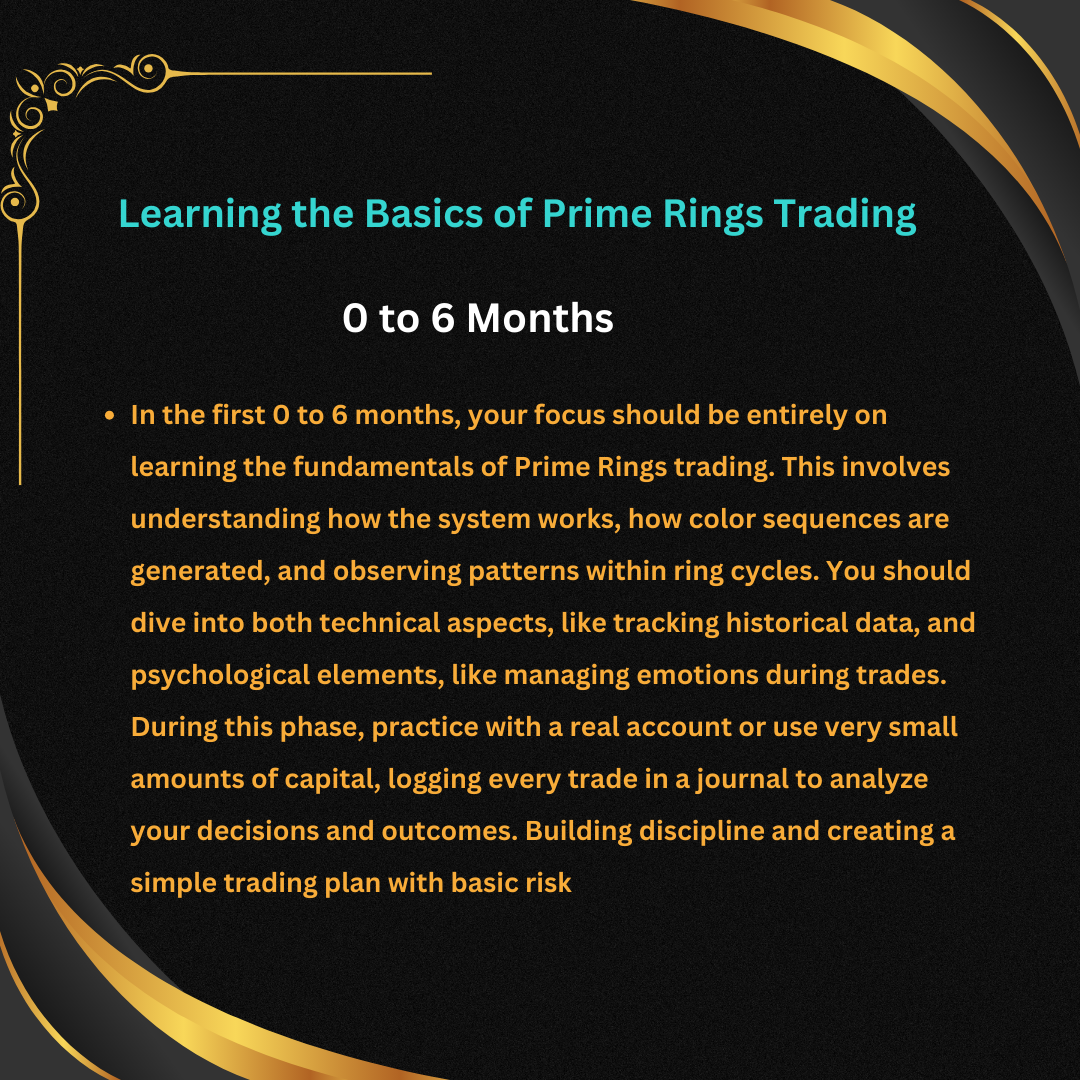 Learning the Basics of Prime Rings Trading
0 to 6 Months
• In the first 0 to 6 months, your focus should be entirely on
learning the fundamentals of Prime Rings trading. This involves
understanding how the system works, how color sequences are
generated, and observing patterns within ring cycles. You should
dive into both technical aspects, like tracking historical data, and
psychological elements, like managing emotions during trades.
During this phase, practice with a real account or use very small
amounts of capital, logging every trade in a journal to analyze
your decisions and outcomes. Building discipline and creating a
simple trading plan with basic risk